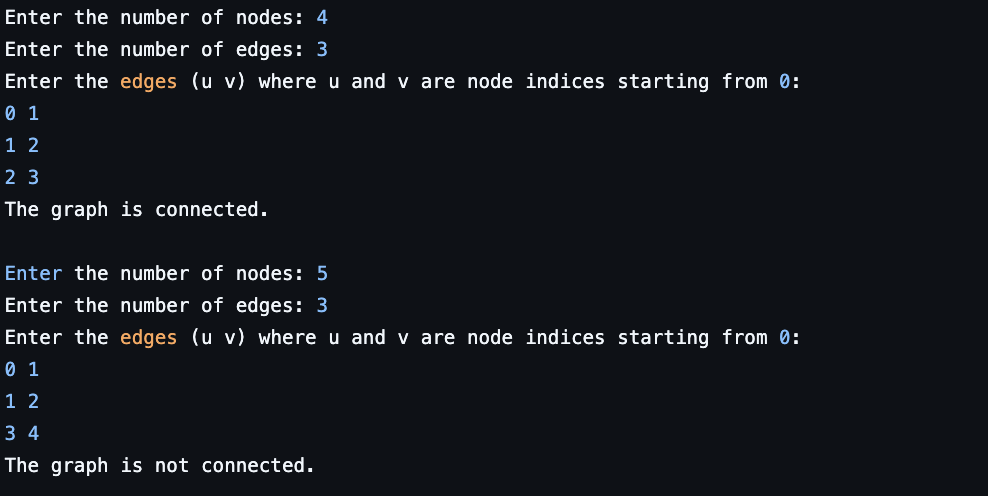 Enter the number of nodes: 4
Enter the number of edges: 3
Enter the edges (u v) where u and v are node indices starting from 0:
0 1
1 2
2 3
The graph is connected.
Enter the number of nodes: 5
Enter the number of edges: 3
Enter the edges (u v) where u and v are node indices starting from 0:
0 1
1 2
3 4
The graph is not connected.